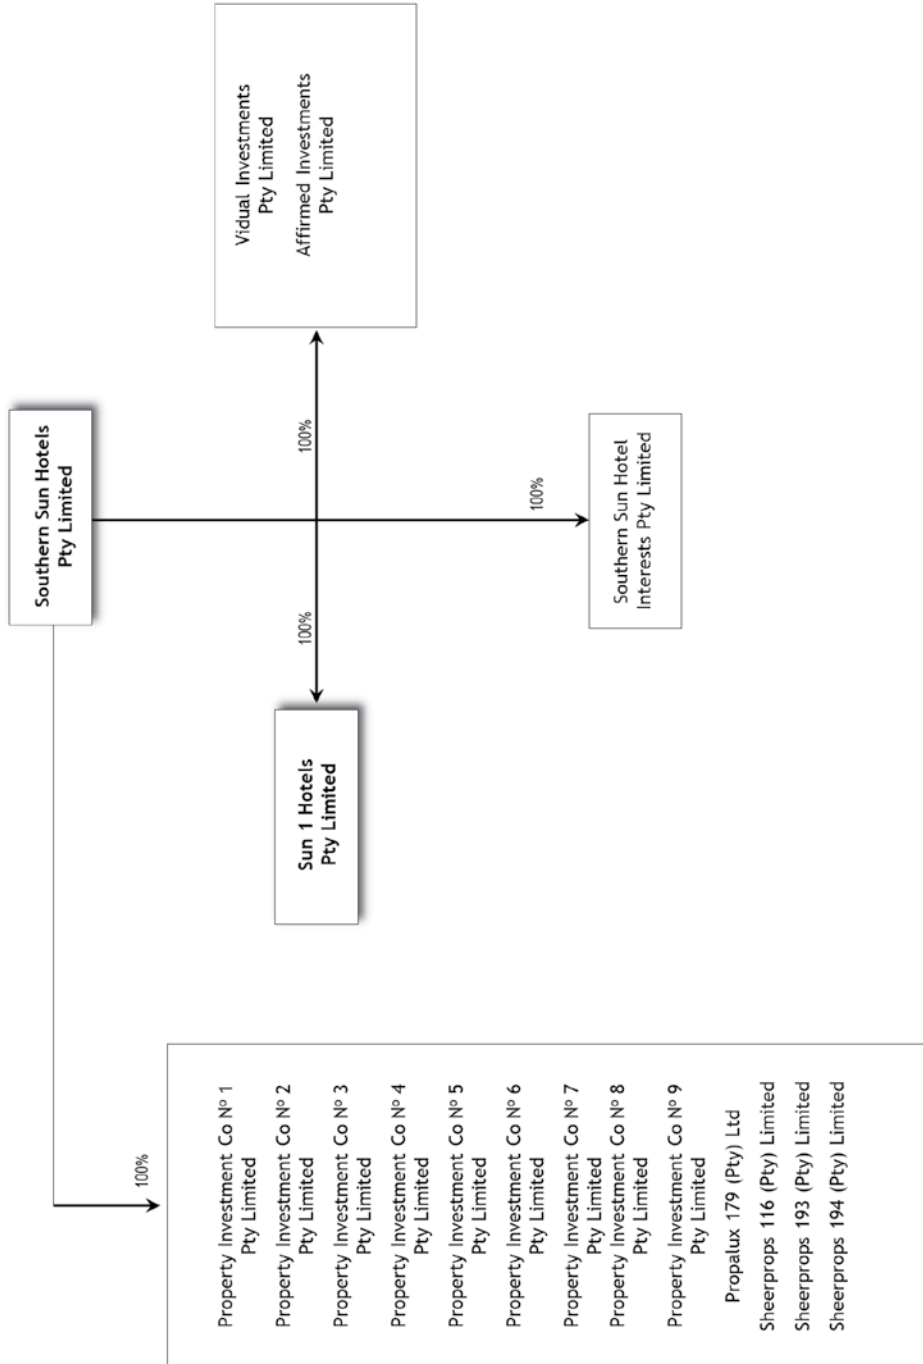 Southern Sun Hotels
Pty Limited
100%
Property Investment Co Nº 1
Pty Limited
Property Investment Co Nº 2
Pty Limited
Property Investment Co Nº 3
Pty Limited
Property Investment Co Nº 4
Pty Limited
Property Investment Co Nº 5
Pty Limited
Property Investment Co Nº 6
Pty Limited
Property Investment Co Nº 7
Pty Limited
Property Investment Co Nº 8
Pty Limited
Property Investment Co Nº 9
Pty Limited
Propalux 179 (Pty) Ltd
Sheerprops 116 (Pty) Limited
Sheerprops 193 (Pty) Limited
Sheerprops 194 (Pty) Limited
Sun 1 Hotels
Pty Limited
100%
100%
Vidual Investments
Pty Limited
Affirmed Investments
Pty Limited
100%
Southern Sun Hotel
Interests Pty Limited